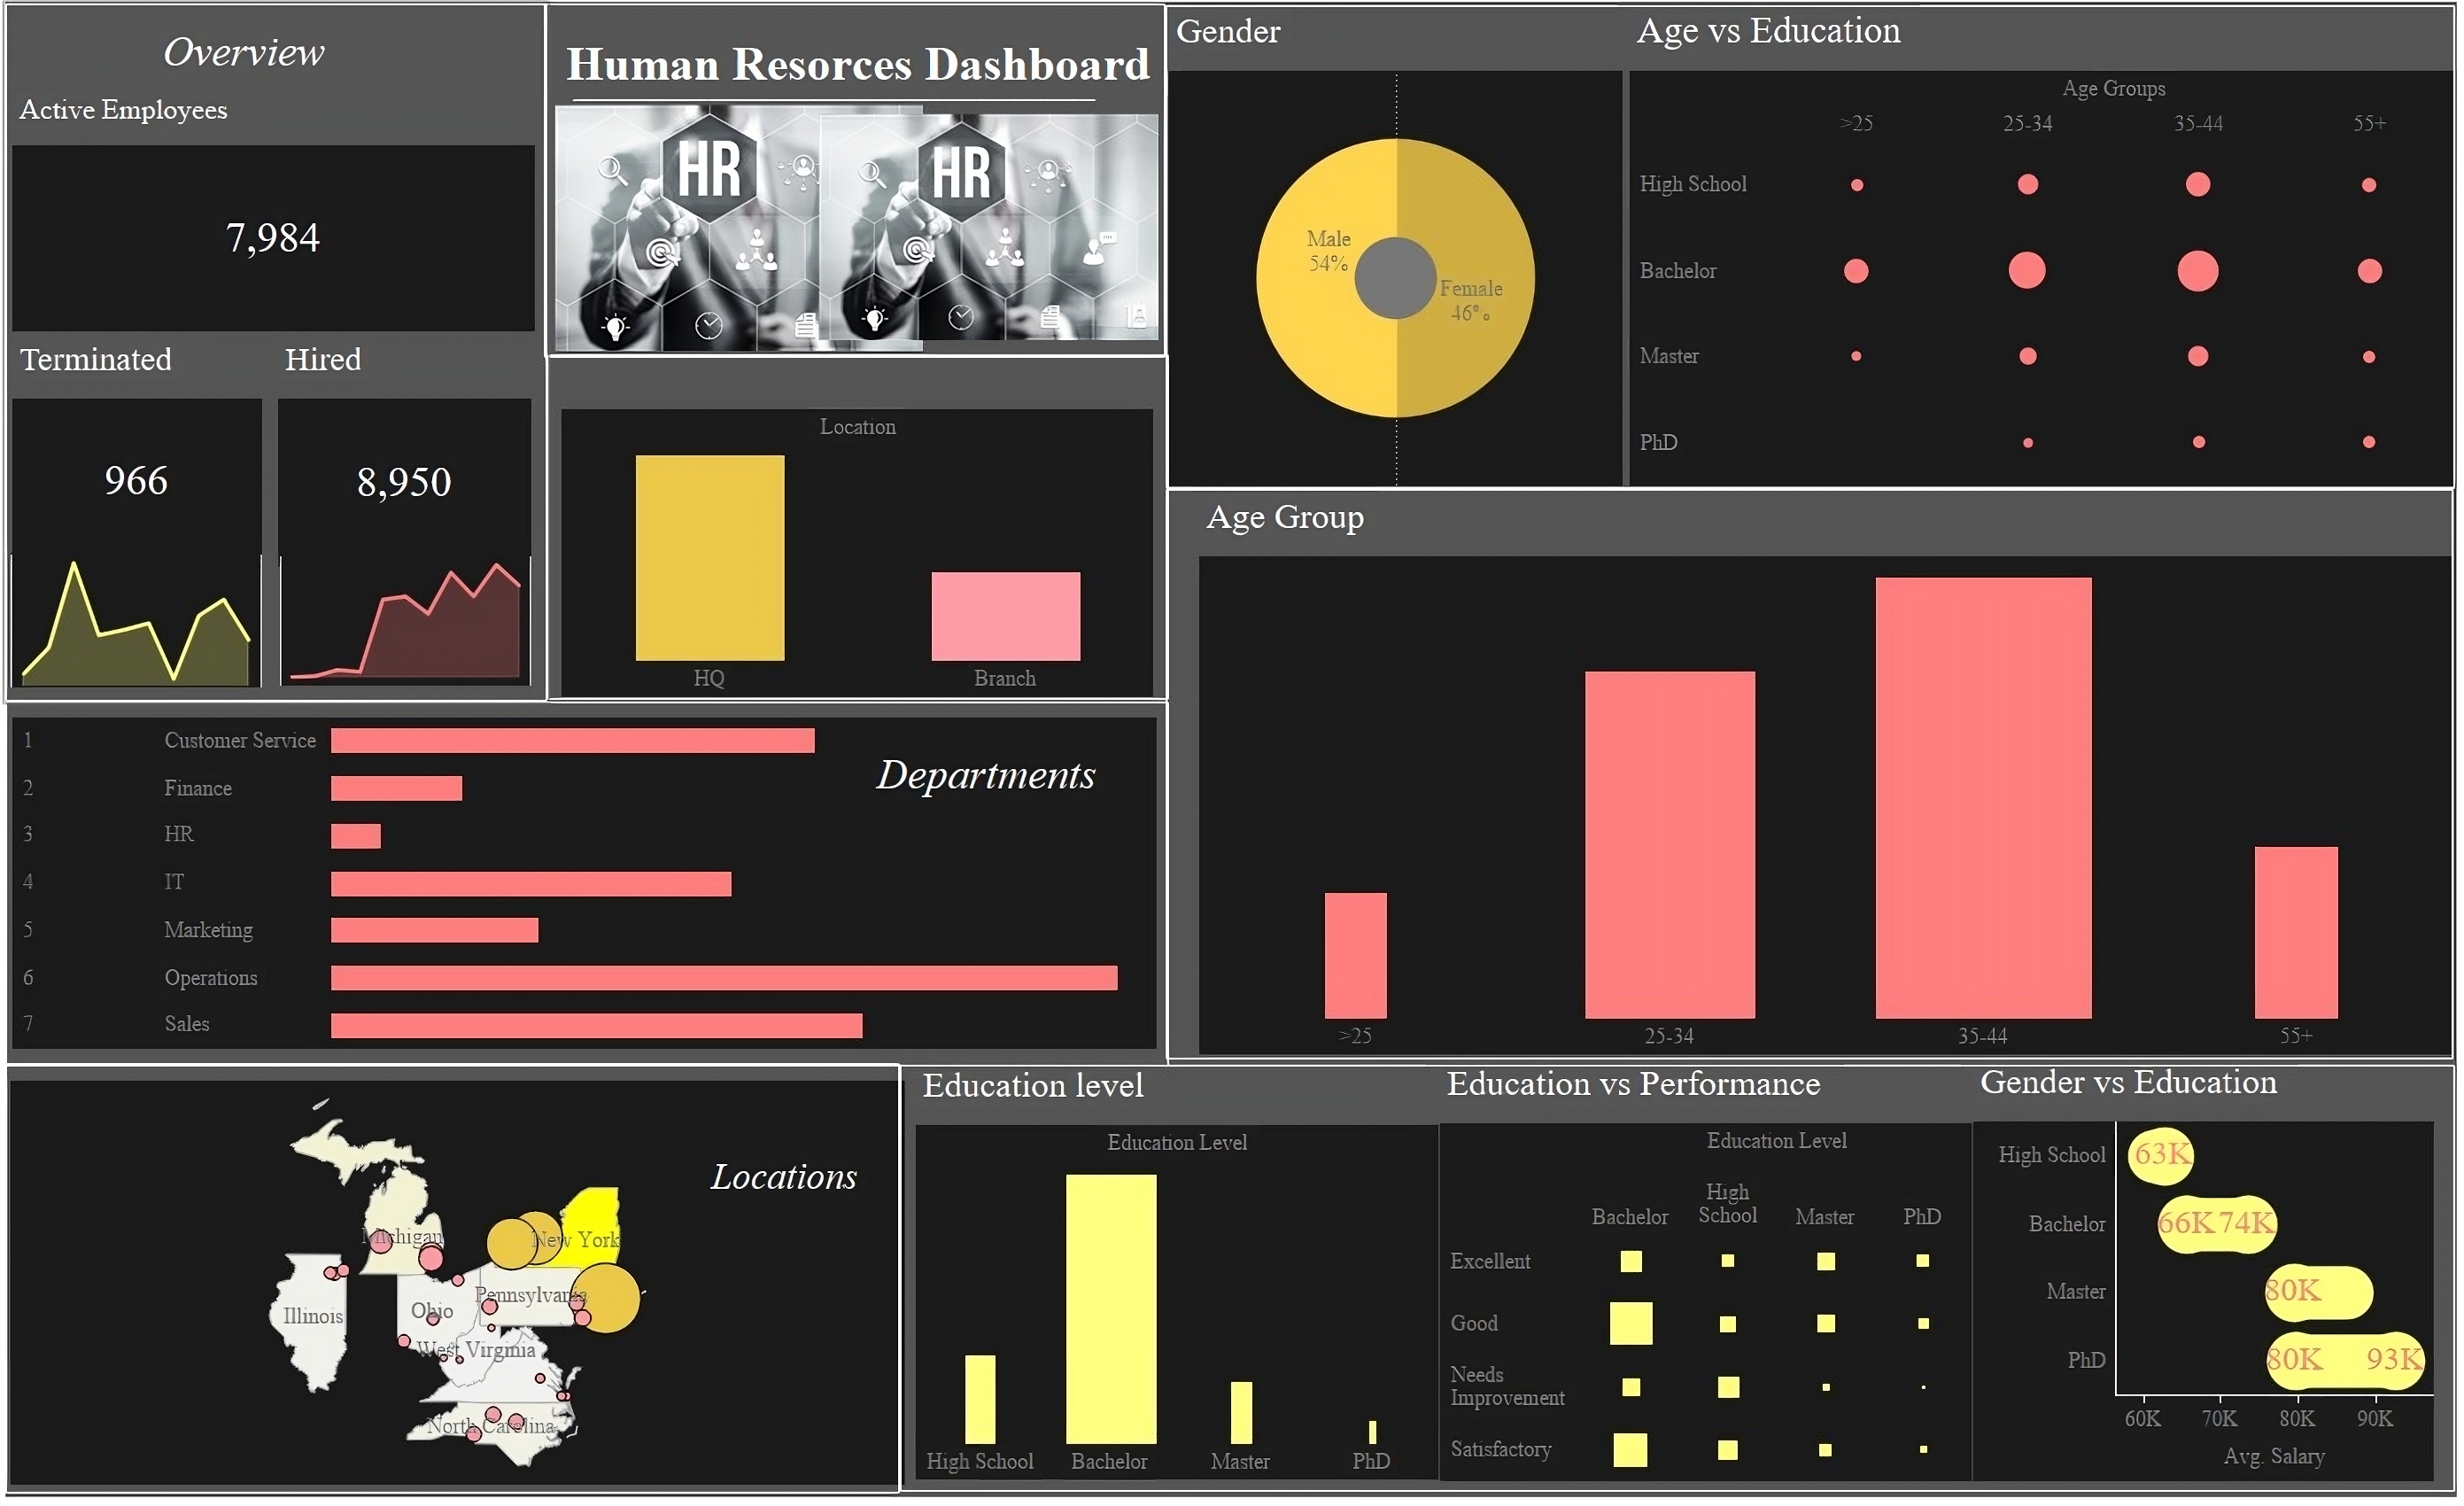 Overview
Active Employees
7,984
Terminated
Hired
966
8,950
Human Resorces Dashboard
HR
HR
Location
HQ
Branch
Gender
Male
54%
Female
46%
Age vs Education
Age Groups
>25 25-34 35-44 55+
High School
Bachelor
Master
PhD
Age Group
>25 25-34 35-44 55+
Departments
1 Customer Service
2 Finance
3 HR
4 IT
5 Marketing
6 Operations
7 Sales
Locations
Michigan
New York
Illinois
Ohio
Pennsylvania
West Virginia
North Carolina
Education level
Education Level
High School Bachelor Master PhD
Education vs Performance
Education Level
Bachelor High School Master PhD
Excellent
Good
Needs
Improvement
Satisfactory
Gender vs Education
High School 63K
Bachelor 66K 74K
Master 80K
PhD 80K 93K
60K 70K 80K 90K
Avg. Salary